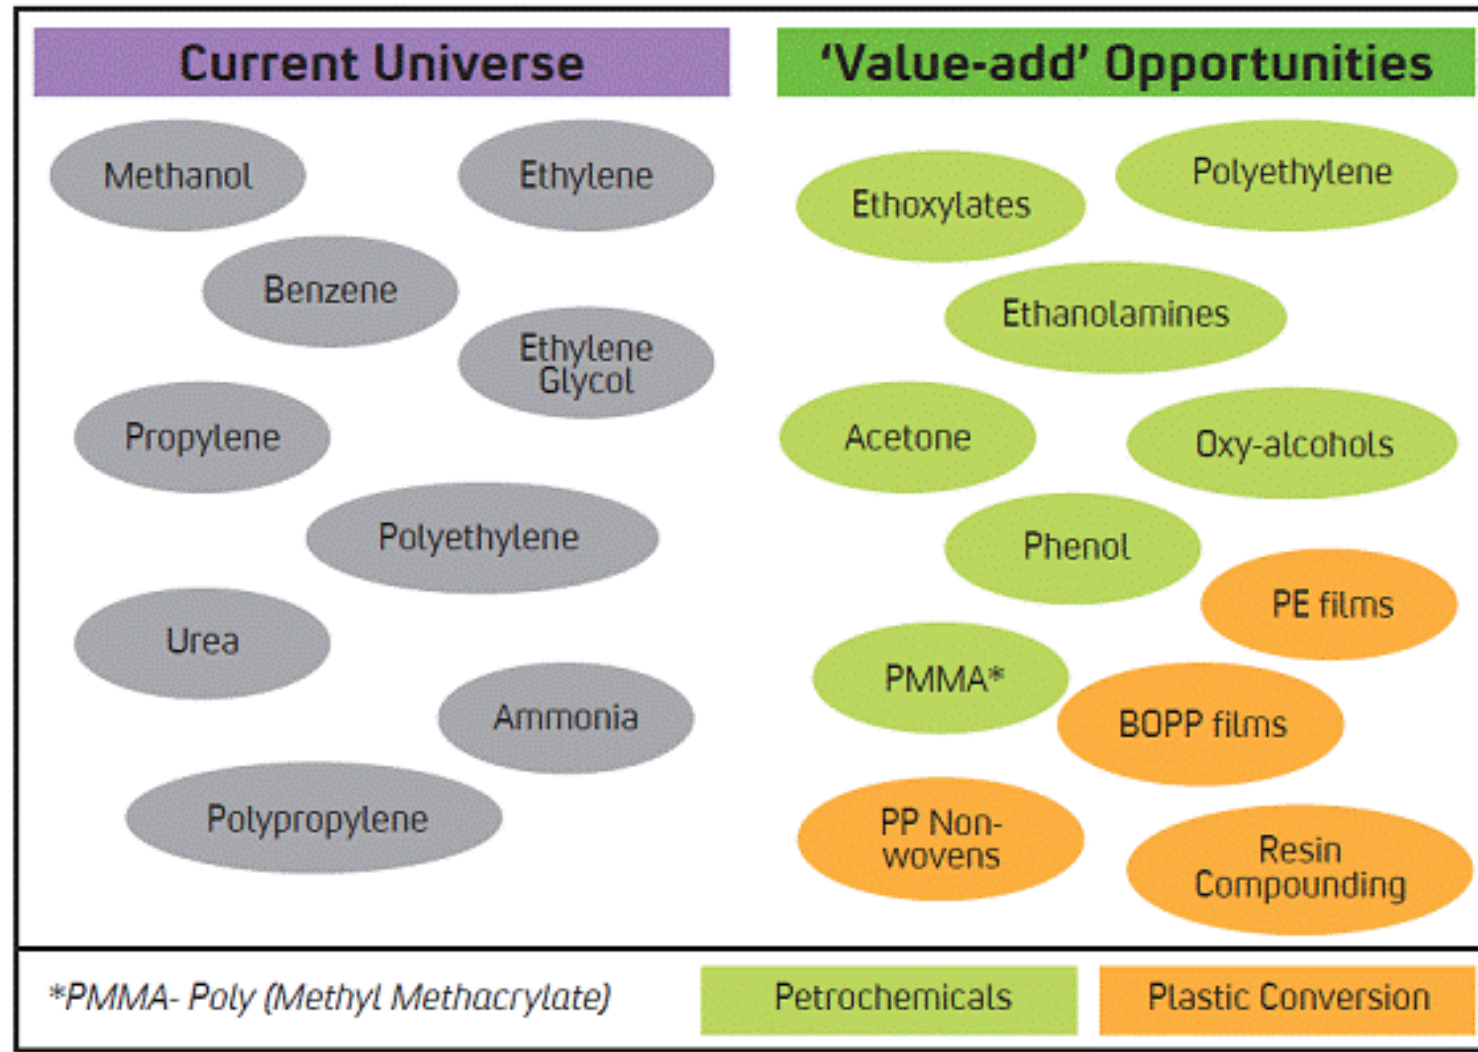 Current Universe
Methanol
Ethylene
Benzene
Ethylene
Glycol
Propylene
Polyethylene
Urea
Ammonia
Polypropylene
‘Value-add’ Opportunities
Ethoxylates
Polyethylene
Ethanolamines
Acetone
Oxy-alcohols
Phenol
PE films
PMMA*
BOPP films
PP Non-
wovens
Resin
Compounding
*PMMA- Poly (Methyl Methacrylate)
Petrochemicals
Plastic Conversion